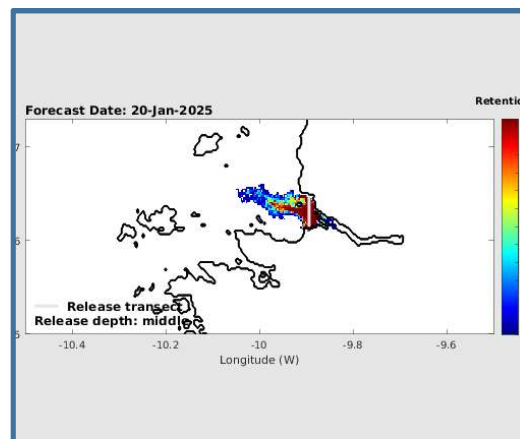 Retentio
Forecast Date: 20-Jan-2025
7
6
5
Release transect
Release depth: middle
-10.4 -10.2 -10 -9.8 -9.6
Longitude (W)